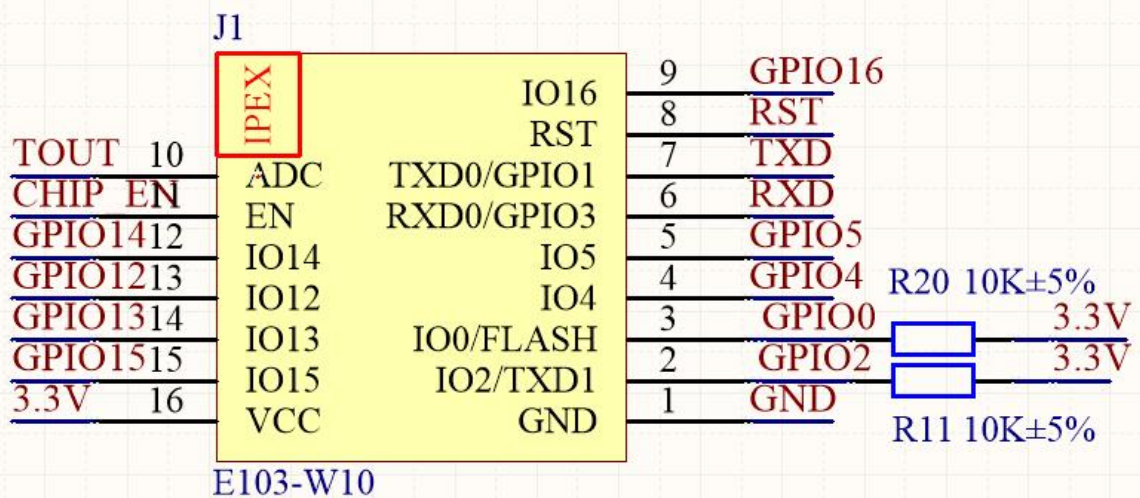 J1
IPEX
9 GPIO16
IO16
8 RST
RST
TOUT 10 7 TXD
ADC TXD0/GPIO1
CHIP_EN 11 6 RXD
EN RXD0/GPIO3
GPIO14 12 5 GPIO5
IO14 IO5
GPIO12 13 4 GPIO4 R20 10K±5%
IO12 IO4
GPIO13 14 3 GPIO0 3.3V
IO13 IO0/FLASH
GPIO15 15 2 GPIO2 3.3V
IO15 IO2/TXD1
3.3V 16 1 GND
VCC GND R11 10K±5%
E103-W10